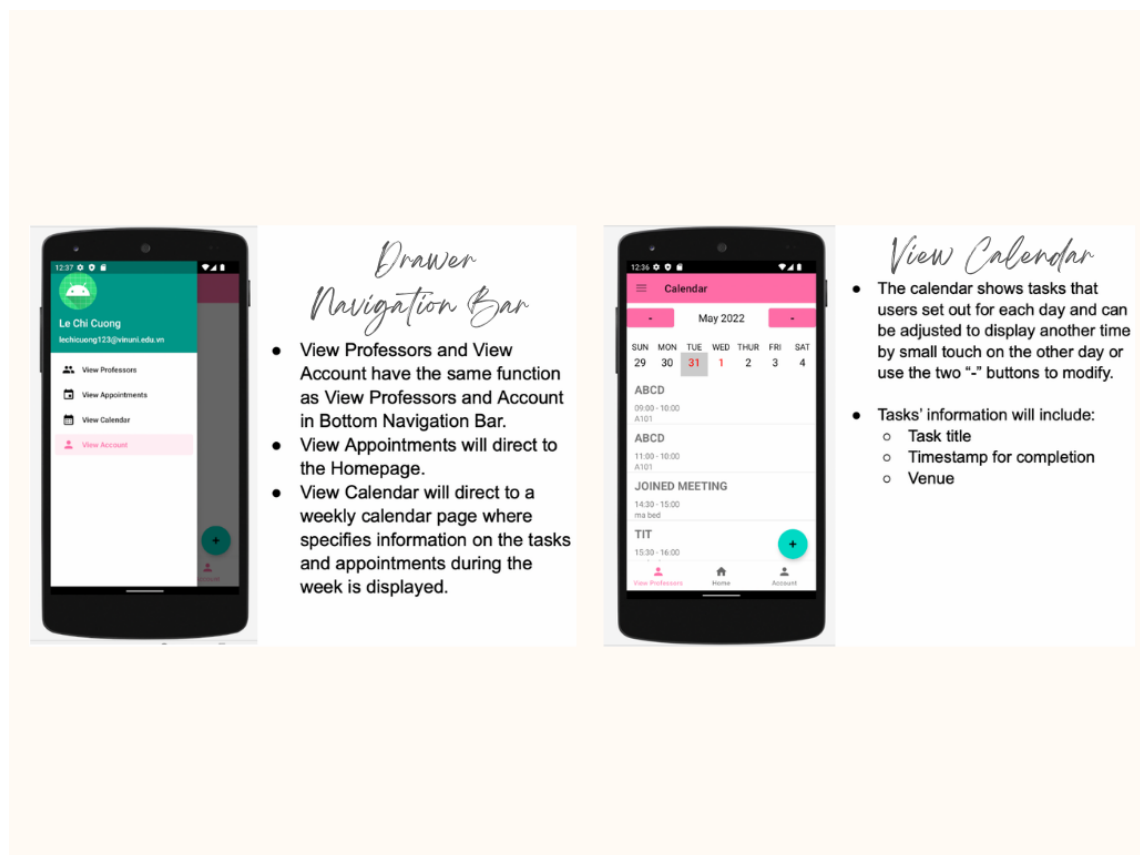 12:37
Le Chi Cuong
lechicuong123@vinuni.edu.vn
View Professors
View Appointments
View Calendar
View Account
+
Drawer
Navigation Bar
● View Professors and View
Account have the same function
as View Professors and Account
in Bottom Navigation Bar.
● View Appointments will direct to
the Homepage.
● View Calendar will direct to a
weekly calendar page where
specifies information on the tasks
and appointments during the
week is displayed.
12:36
Calendar
- May 2022 -
SUN MON TUE WED THUR FRI SAT
29 30 31 1 2 3 4
ABCD
09:00 - 10:00
A101
ABCD
11:00 - 10:00
A101
JOINED MEETING
14:30 - 15:00
ma bed
TIT
15:30 - 16:00
+
View Professors Home Account
View Calendar
● The calendar shows tasks that
users set out for each day and can
be adjusted to display another time
by small touch on the other day or
use the two “-” buttons to modify.
● Tasks’ information will include:
○ Task title
○ Timestamp for completion
○ Venue